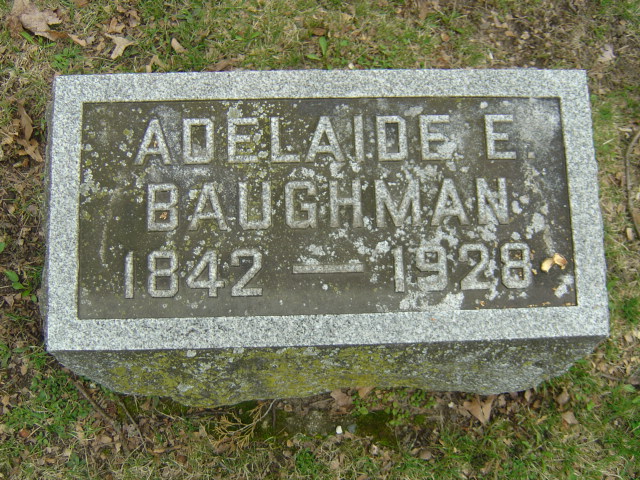 ADELAIDE E.
BAUGHMAN
1842 — 1928